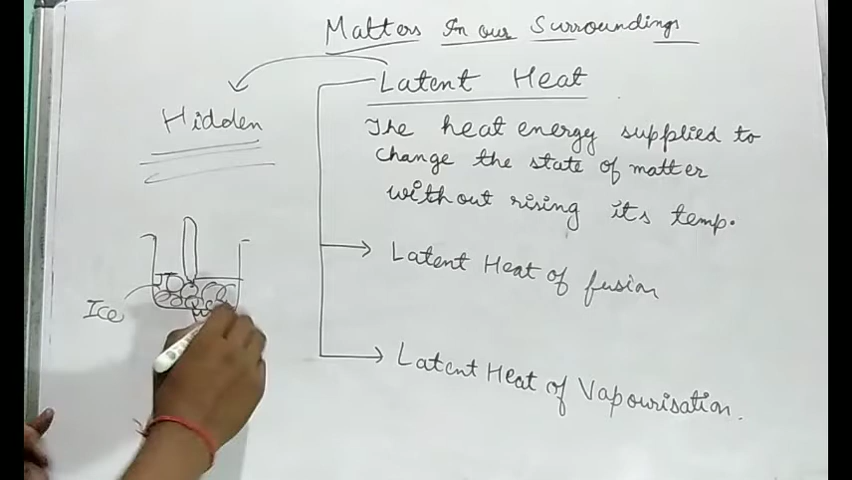 Matters In our Surroundings
Latent Heat
Hidden
The heat energy supplied to
change the state of matter
without rising its temp.
Latent Heat of fusion
Ice
Latent Heat of Vapourisation.